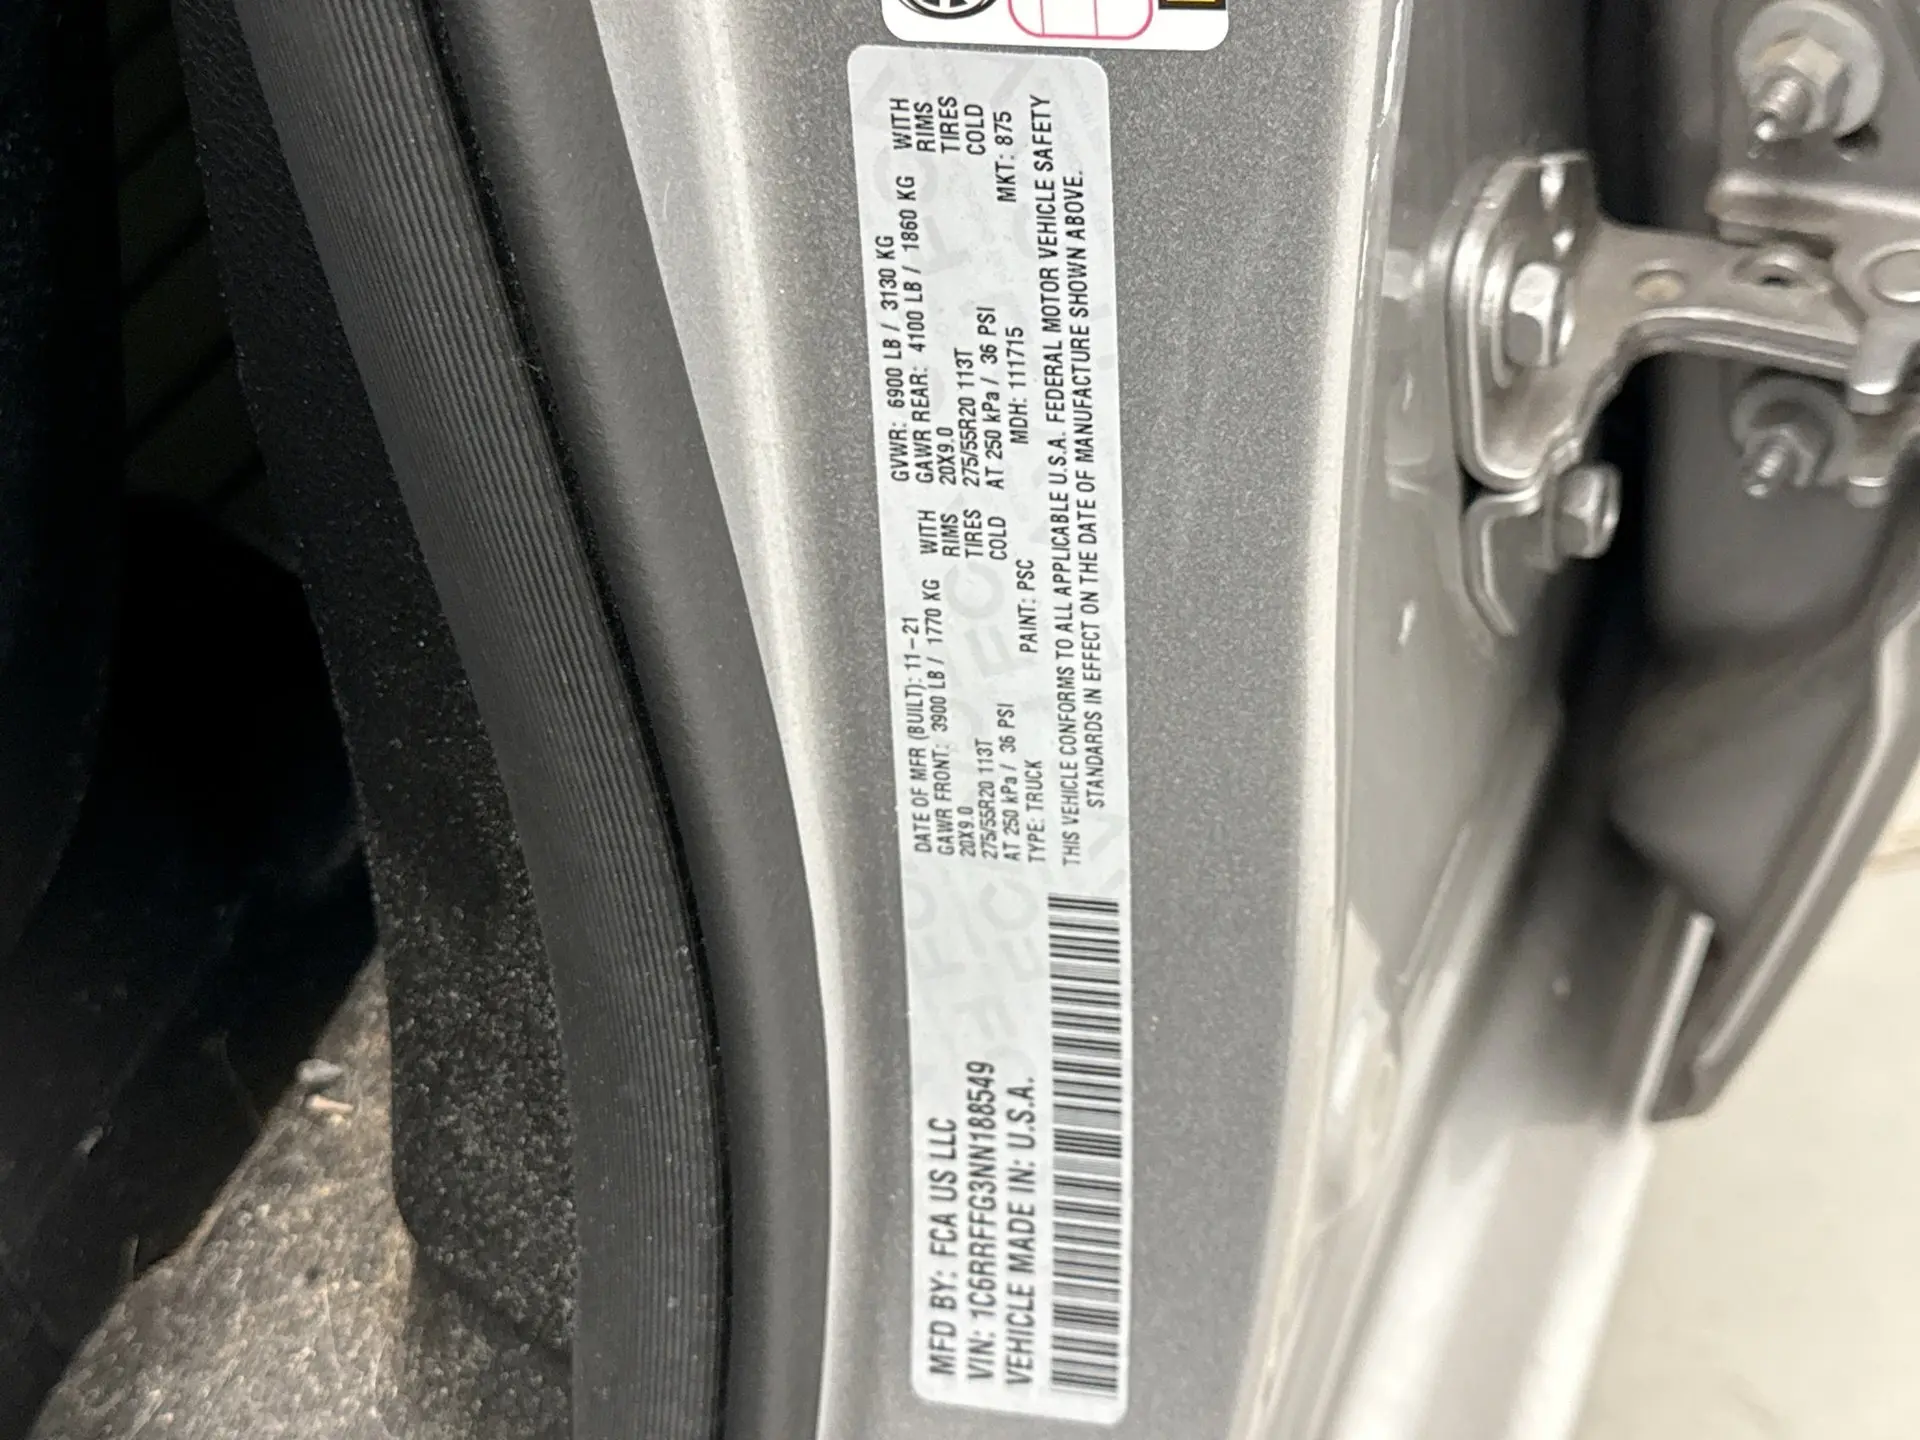 MFD BY: FCA US LLC
VIN: 1C6RRFFG3NN188549
VEHICLE MADE IN: U.S.A.
DATE OF MFR (BUILT): 11-21
GVWR: 6900 LB / 3130 KG
GAWR FRONT: 3900 LB / 1770 KG WITH
GAWR REAR: 4100 LB / 1860 KG WITH
20X9.0 RIMS
20X9.0 RIMS
275/55R20 113T TIRES
275/55R20 113T TIRES
AT 250 kPa / 36 PSI COLD
AT 250 kPa / 36 PSI COLD
TYPE: TRUCK PAINT: PSC MDH: 111715 MKT: 875
THIS VEHICLE CONFORMS TO ALL APPLICABLE U.S.A. FEDERAL MOTOR VEHICLE SAFETY
STANDARDS IN EFFECT ON THE DATE OF MANUFACTURE SHOWN ABOVE.